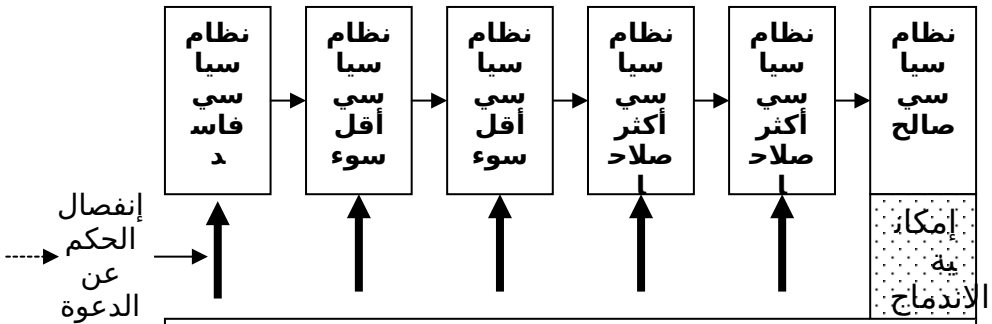 نظام
سيا
سي
فاس
د
نظام
سيا
سي
أقل
سوء
نظام
سيا
سي
أقل
سوء
نظام
سيا
سي
أكثر
صلاح
ا
نظام
سيا
سي
أكثر
صلاح
ا
نظام
سيا
سي
صالح
إنفصال
الحكم
عن
الدعوة
إمكان
ية
الاندماج